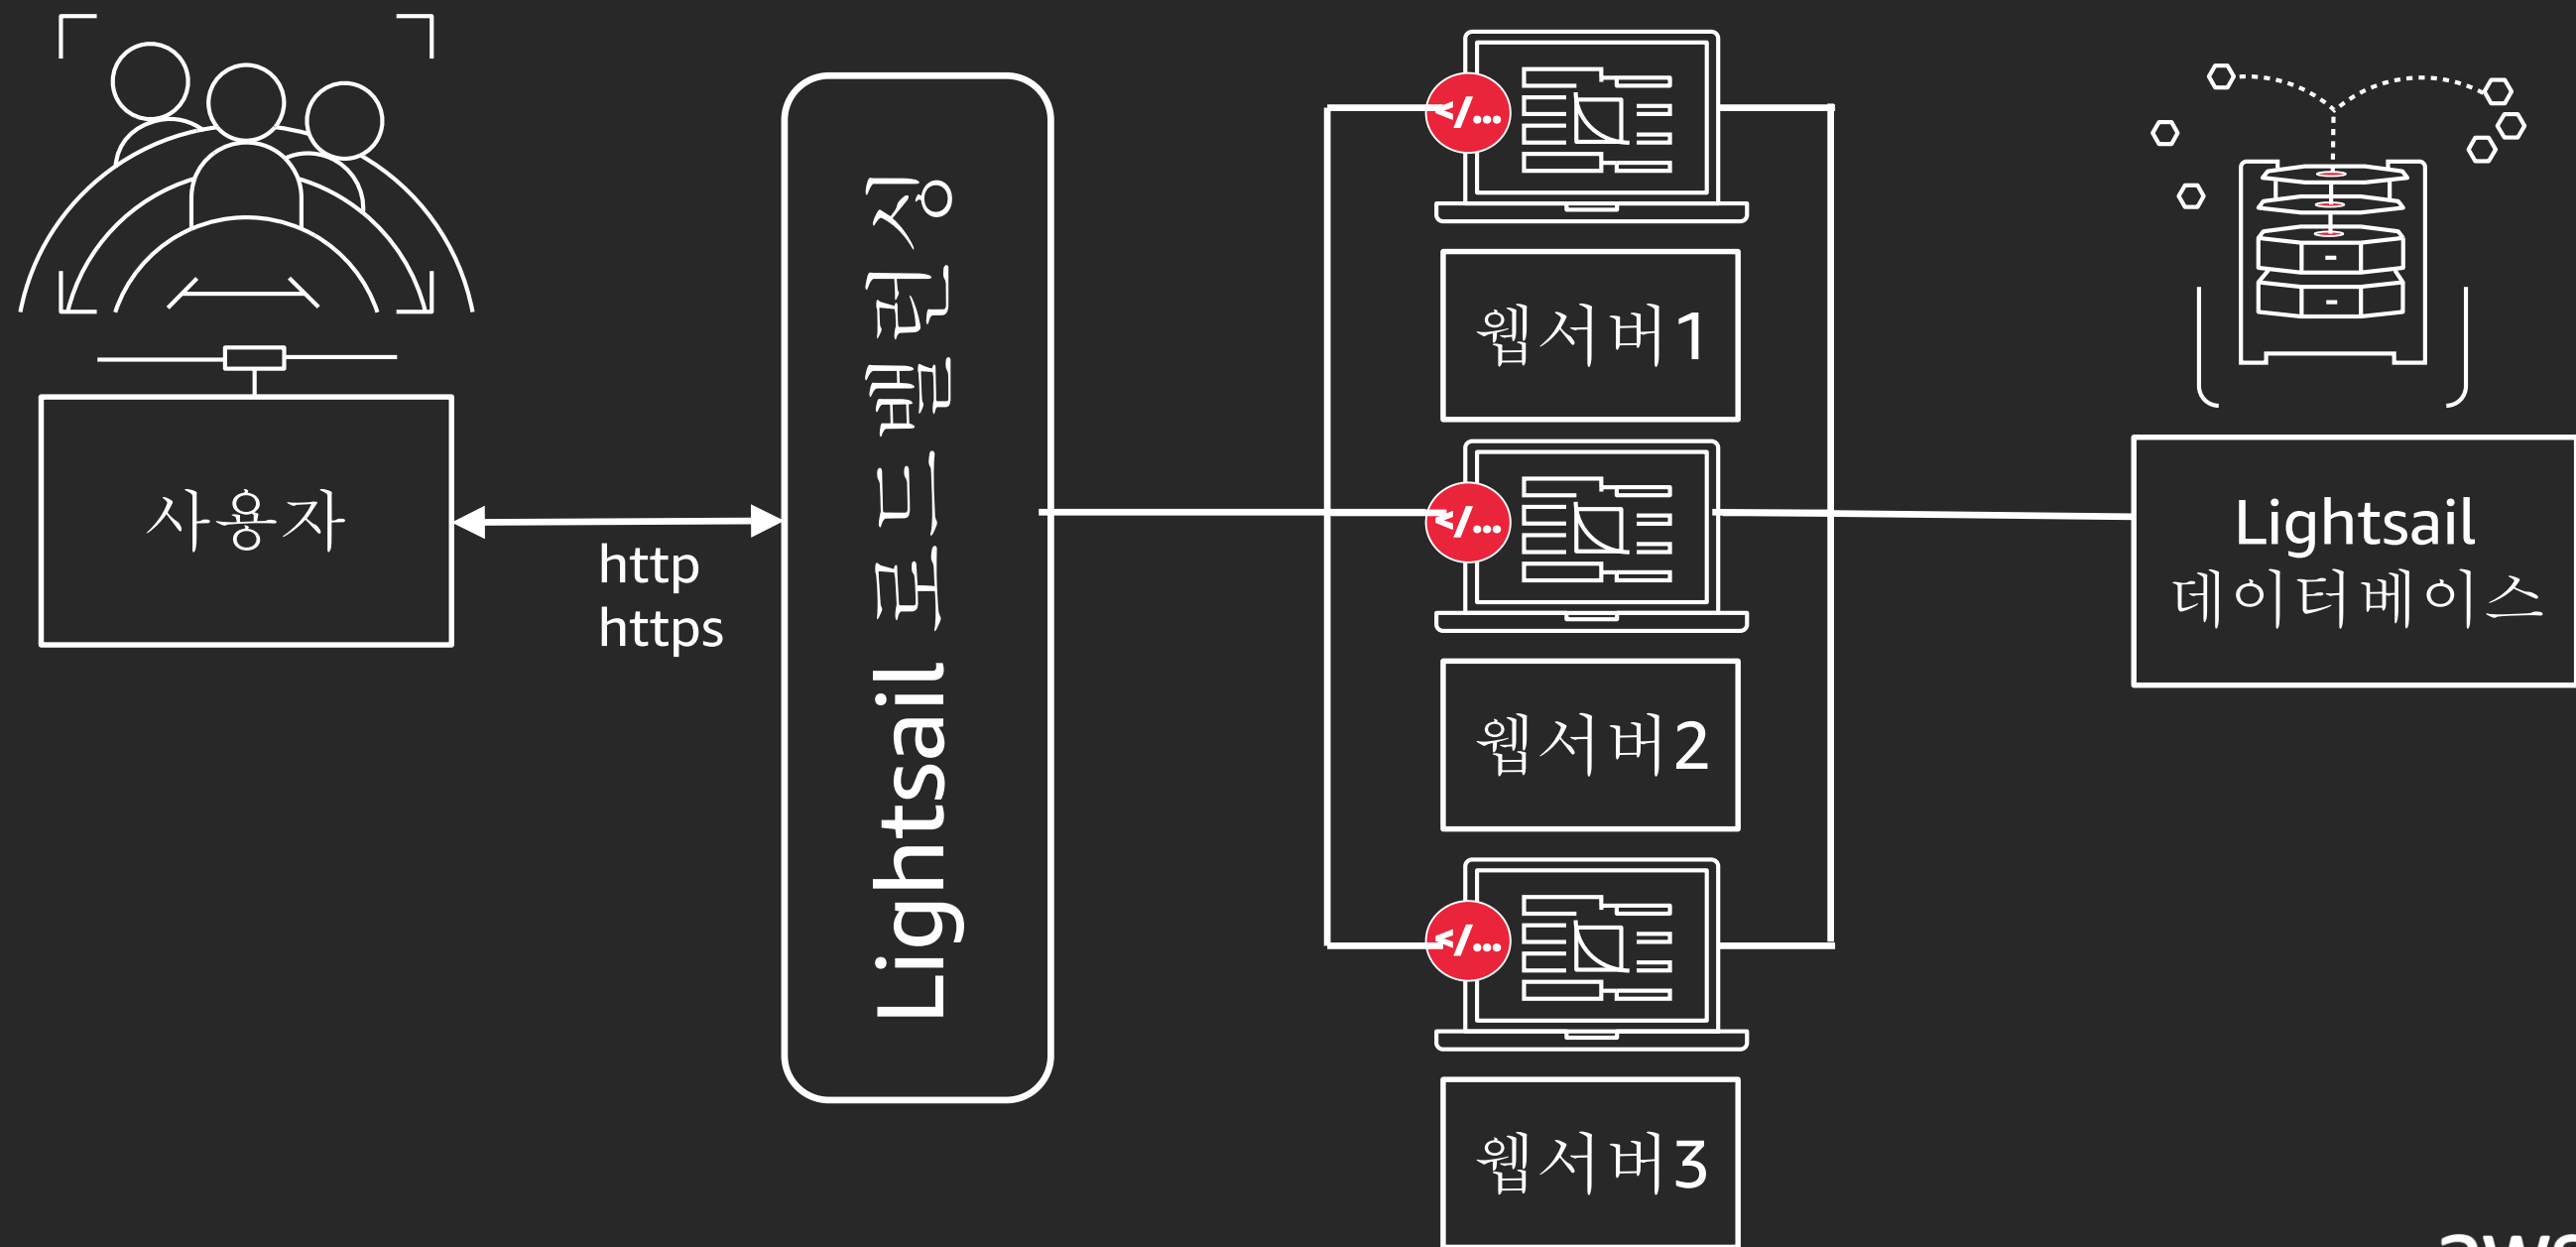 사용자
http
https
Lightsail 로드 밸런싱
</...
웹서버1
</...
웹서버2
</...
웹서버3
Lightsail
데이터베이스